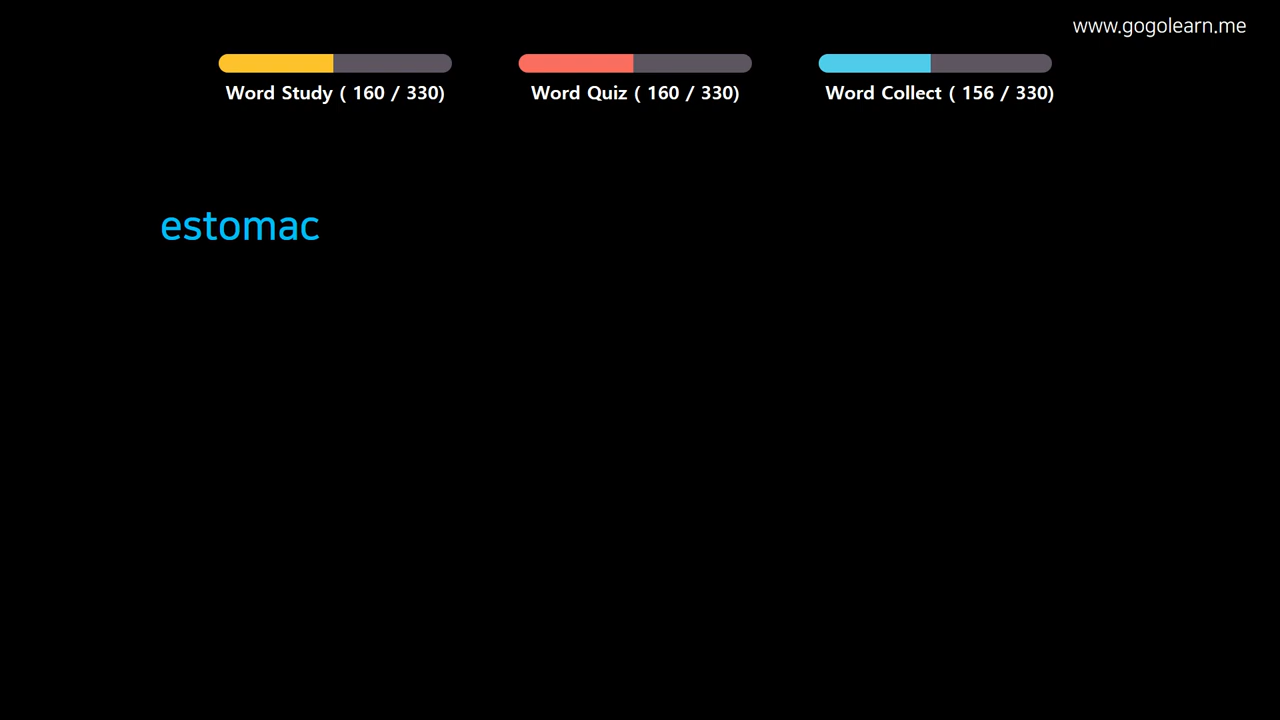 www.gogolearn.me
Word Study ( 160 / 330)
Word Quiz ( 160 / 330)
Word Collect ( 156 / 330)
estomac